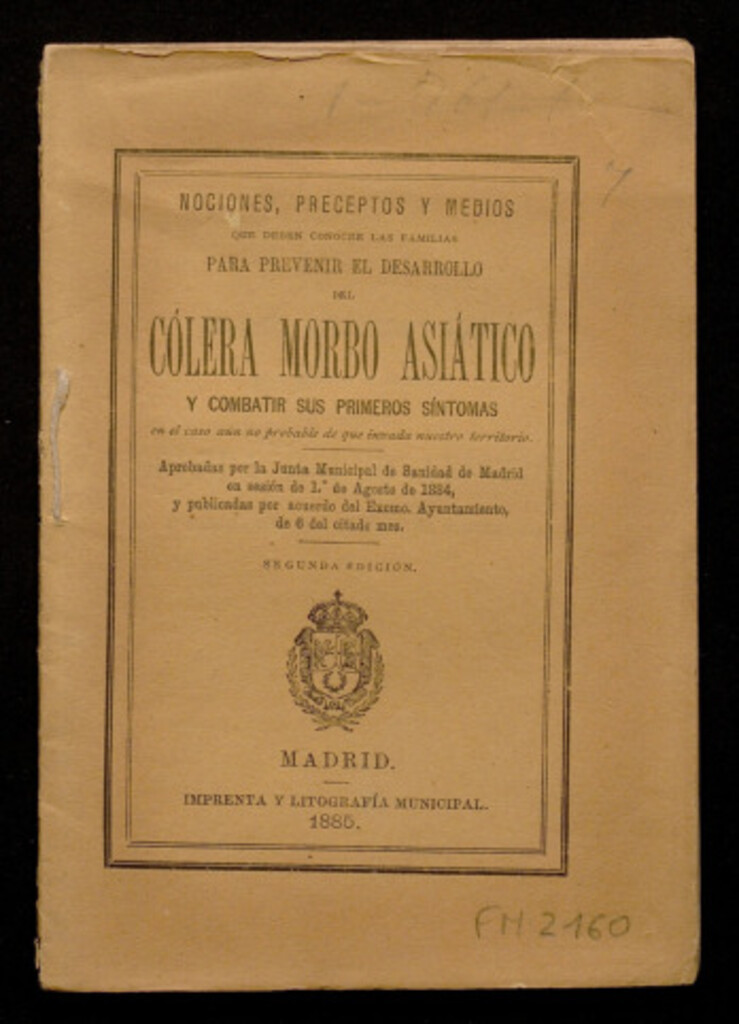 NOCIONES, PRECEPTOS Y MEDIOS
QUE DEBEN CONOCER LAS FAMILIAS
PARA PREVENIR EL DESARROLLO
DEL
CÓLERA MORBO ASIÁTICO
Y COMBATIR SUS PRIMEROS SÍNTOMAS
en el caso aún no probable de que invada nuestro territorio.
Aprobadas por la Junta Municipal de Sanidad de Madrid
en sesión de 1.º de Agosto de 1884,
y publicadas por acuerdo del Excmo. Ayuntamiento,
de 6 del citado mes.
SEGUNDA EDICIÓN.
MADRID.
IMPRENTA Y LITOGRAFÍA MUNICIPAL.
1885.
FM 2160